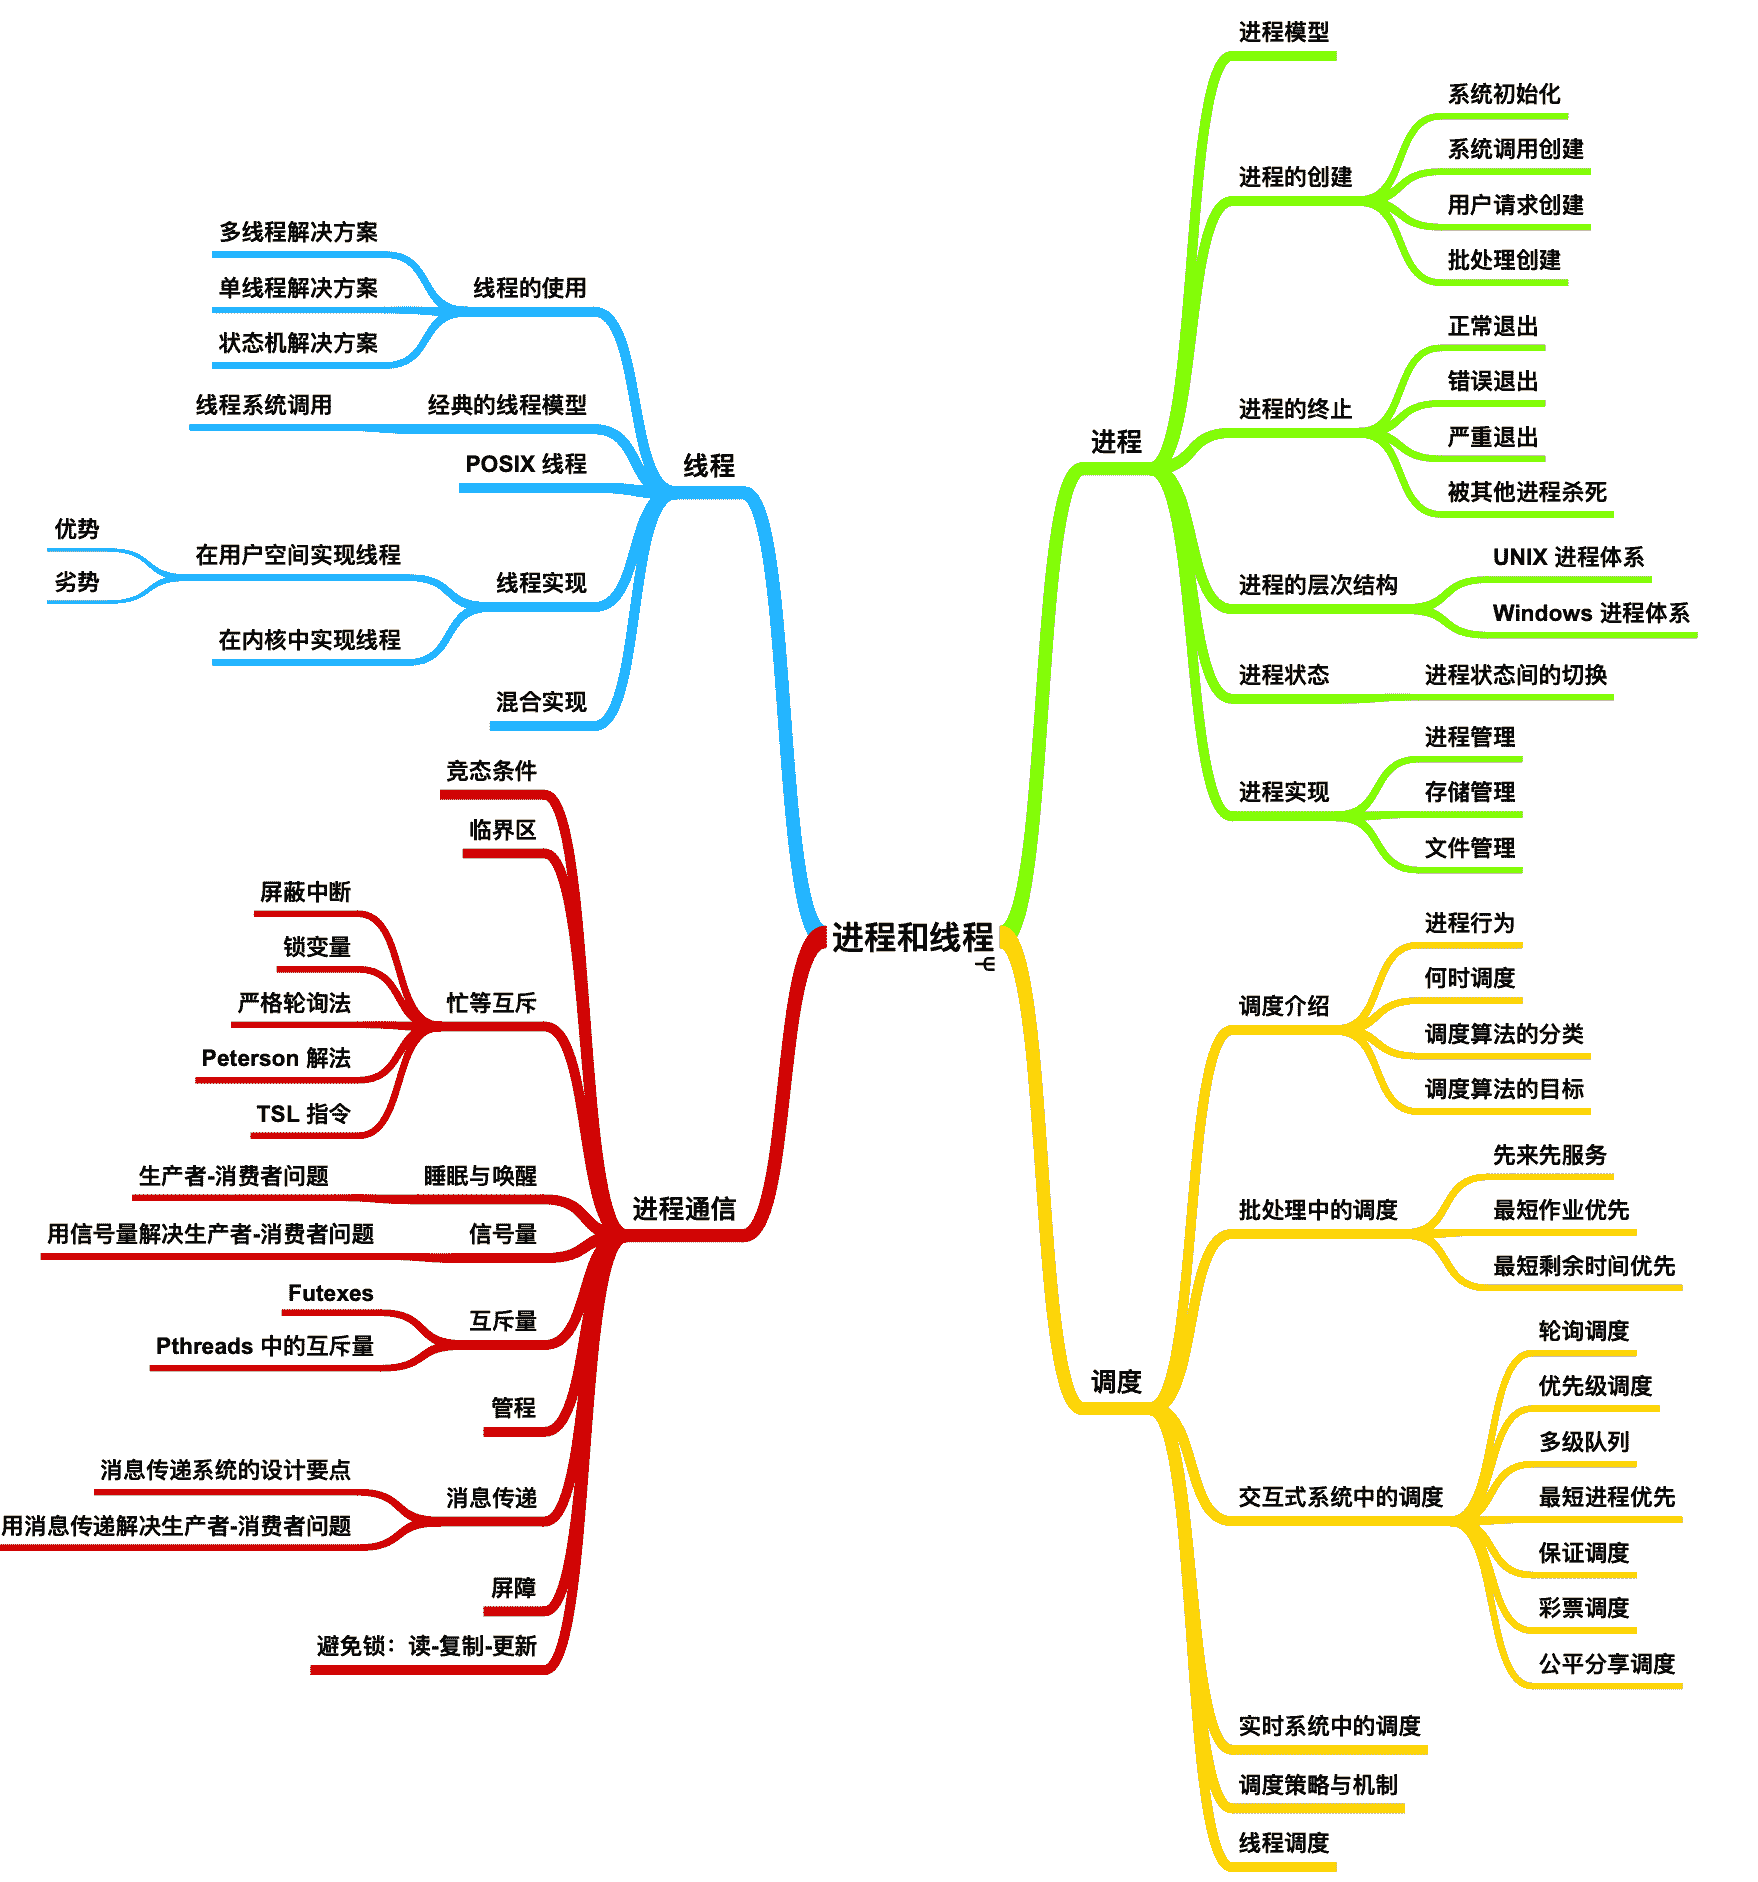 进程和线程
进程
进程模型
进程的创建
系统初始化
系统调用创建
用户请求创建
批处理创建
进程的终止
正常退出
错误退出
严重退出
被其他进程杀死
进程的层次结构
UNIX 进程体系
Windows 进程体系
进程状态
进程状态间的切换
进程实现
进程管理
存储管理
文件管理
调度
调度介绍
进程行为
何时调度
调度算法的分类
调度算法的目标
批处理中的调度
先来先服务
最短作业优先
最短剩余时间优先
交互式系统中的调度
轮询调度
优先级调度
多级队列
最短进程优先
保证调度
彩票调度
公平分享调度
实时系统中的调度
调度策略与机制
线程调度
线程
线程的使用
多线程解决方案
单线程解决方案
状态机解决方案
经典的线程模型
线程系统调用
POSIX 线程
线程实现
在用户空间实现线程
优势
劣势
在内核中实现线程
混合实现
进程通信
竞态条件
临界区
忙等互斥
屏蔽中断
锁变量
严格轮询法
Peterson 解法
TSL 指令
睡眠与唤醒
生产者-消费者问题
信号量
用信号量解决生产者-消费者问题
互斥量
Futexes
Pthreads 中的互斥量
管程
消息传递
消息传递系统的设计要点
用消息传递解决生产者-消费者问题
屏障
避免锁：读-复制-更新